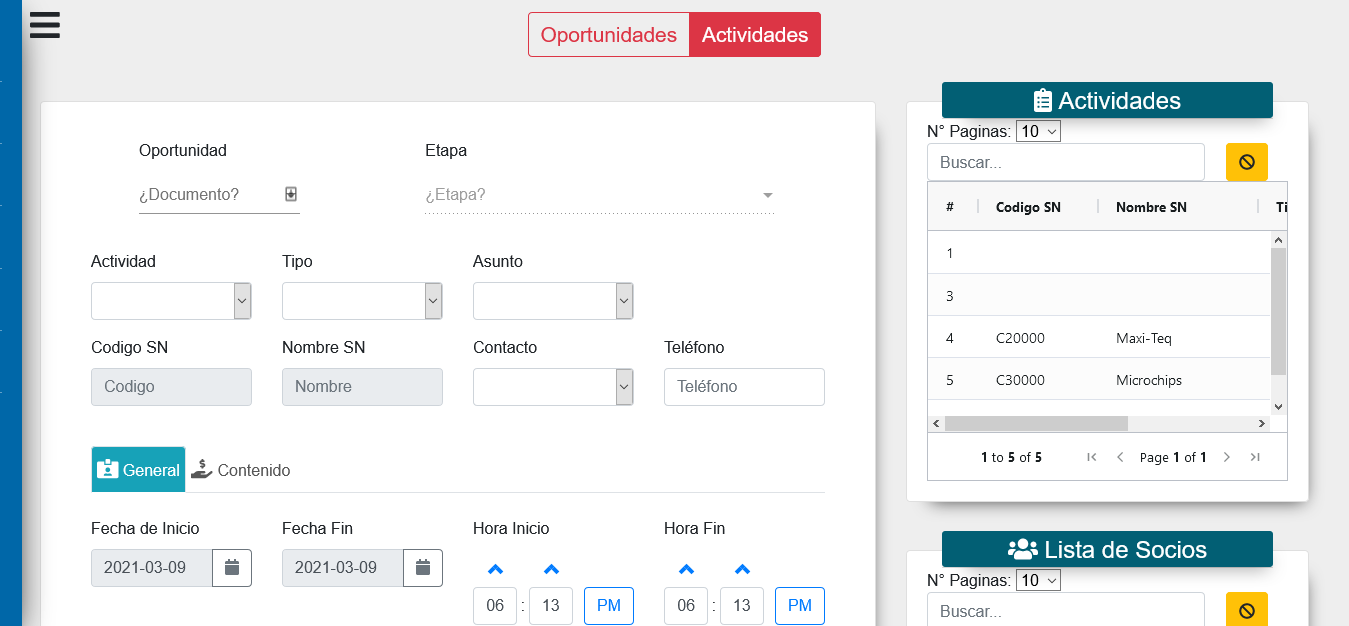 Oportunidades Actividades
Oportunidad Etapa
¿Documento? ¿Etapa?
Actividad Tipo Asunto
Codigo SN Nombre SN Contacto Teléfono
Codigo Nombre Teléfono
General Contenido
Fecha de Inicio Fecha Fin Hora Inicio Hora Fin
2021-03-09 2021-03-09
06 : 13 PM 06 : 13 PM
Actividades
N° Paginas: 10
Buscar...
# Codigo SN Nombre SN Ti
1
3
4 C20000 Maxi-Teq
5 C30000 Microchips
1 to 5 of 5 Page 1 of 1
Lista de Socios
N° Paginas: 10
Buscar...